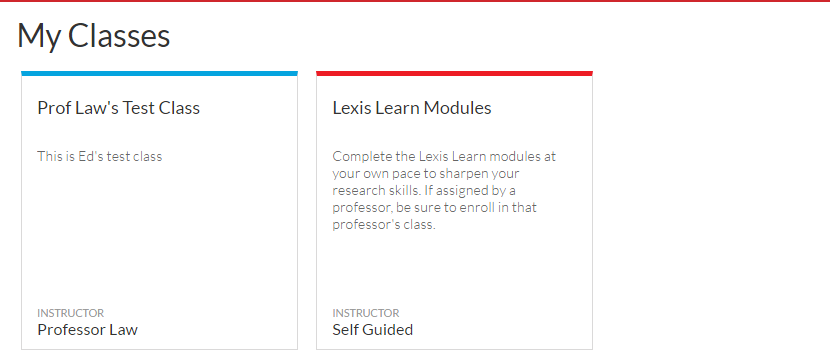 My Classes
Prof Law's Test Class
This is Ed's test class
INSTRUCTOR
Professor Law
Lexis Learn Modules
Complete the Lexis Learn modules at
your own pace to sharpen your
research skills. If assigned by a
professor, be sure to enroll in that
professor's class.
INSTRUCTOR
Self Guided